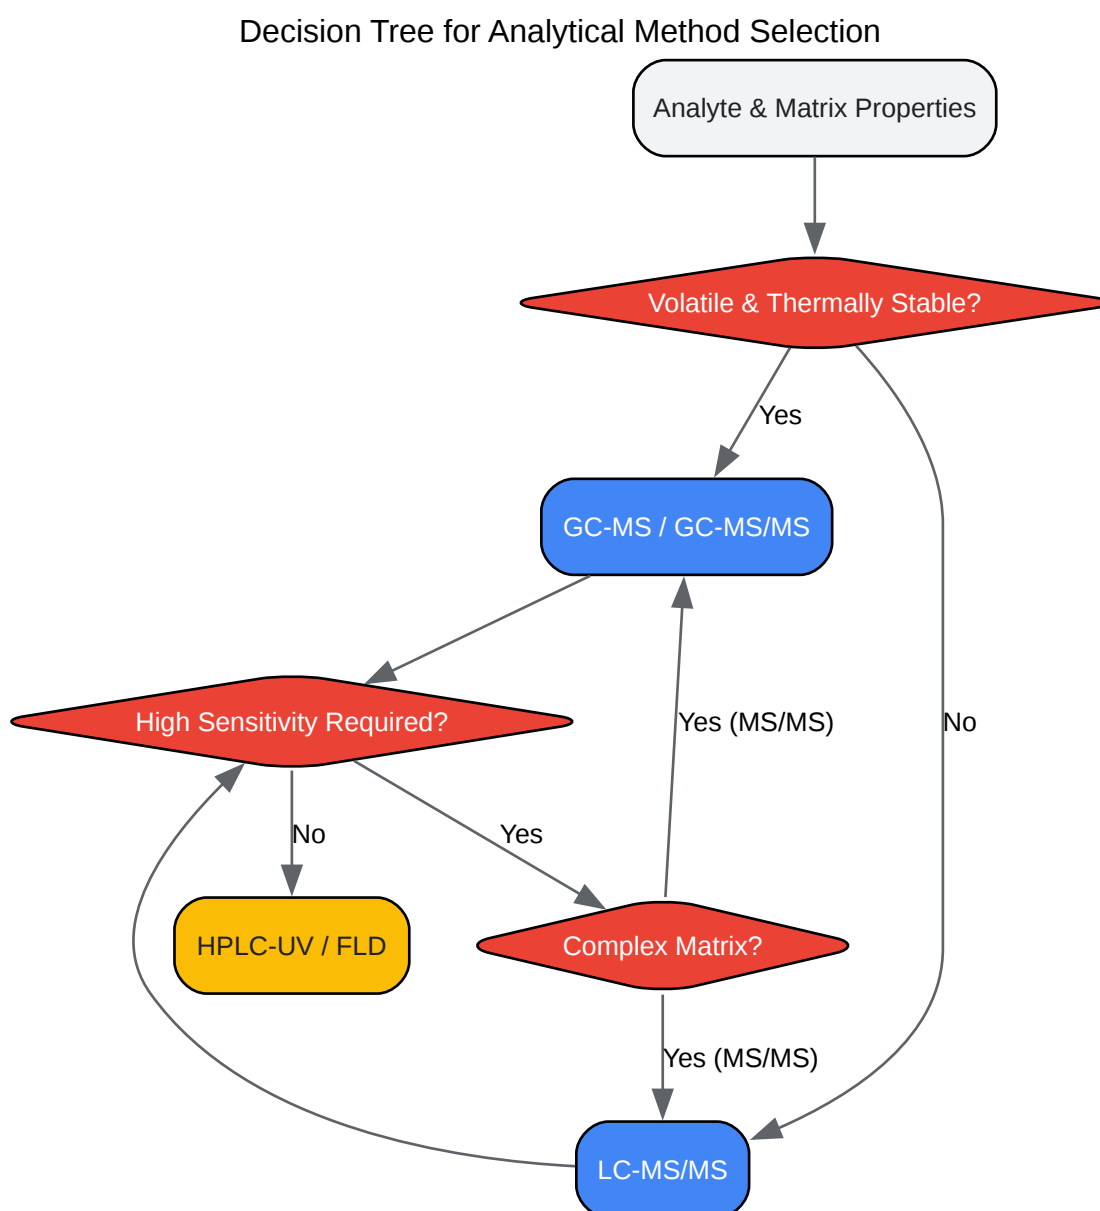 Decision Tree for Analytical Method Selection
Analyte & Matrix Properties
Volatile & Thermally Stable?
Yes
GC-MS / GC-MS/MS
High Sensitivity Required?
Yes (MS/MS)
No
No
Yes
HPLC-UV / FLD
Complex Matrix?
Yes (MS/MS)
LC-MS/MS